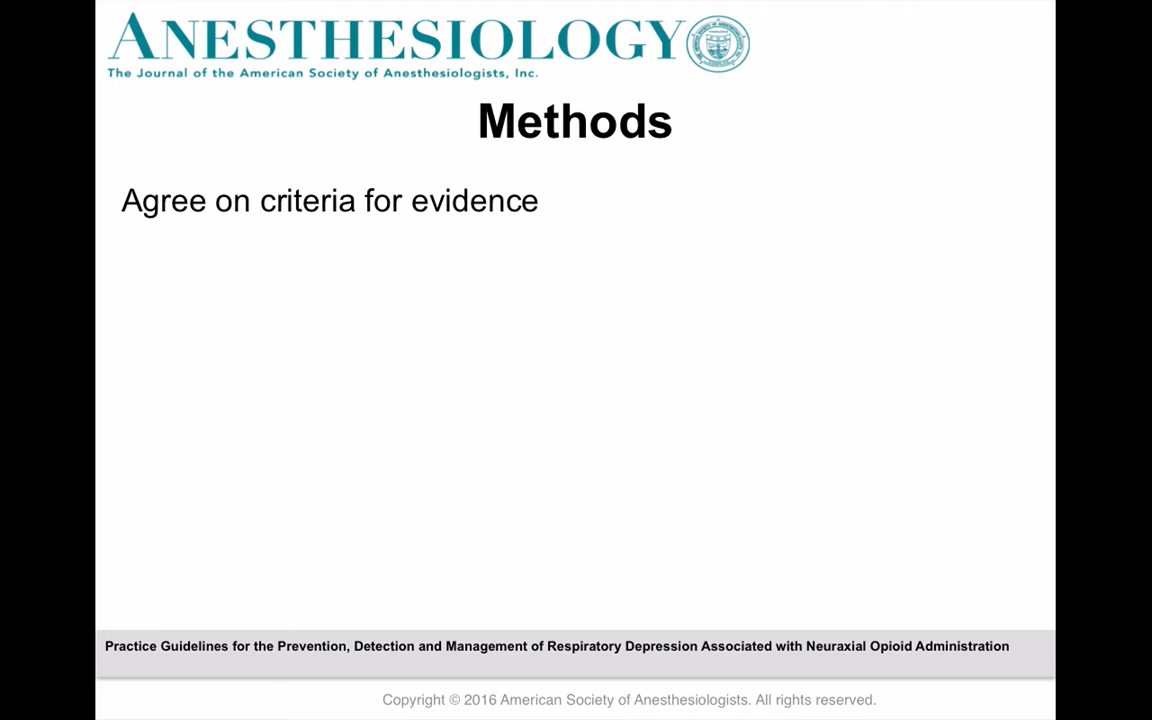 ANESTHESIOLOGY
The Journal of the American Society of Anesthesiologists, Inc.
Methods
Agree on criteria for evidence
Practice Guidelines for the Prevention, Detection and Management of Respiratory Depression Associated with Neuraxial Opioid Administration
Copyright © 2016 American Society of Anesthesiologists. All rights reserved.